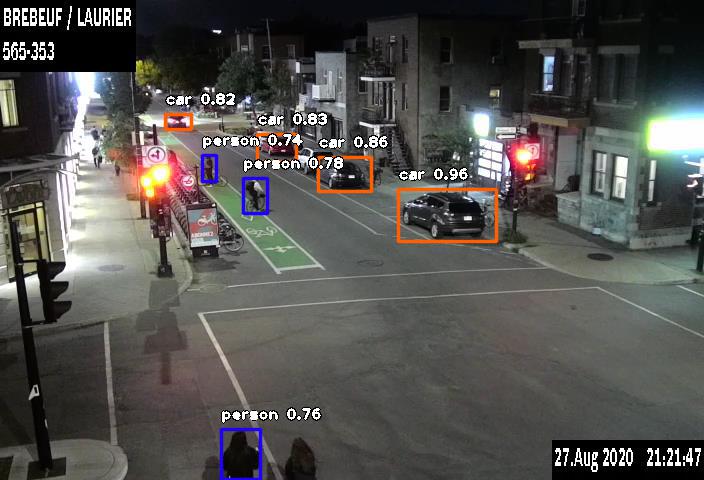 BREBEUF / LAURIER
565-353
car 0.82
car 0.83
person 0.74
car 0.86
person 0.78
car 0.96
person 0.76
27.Aug 2020 21:21:47